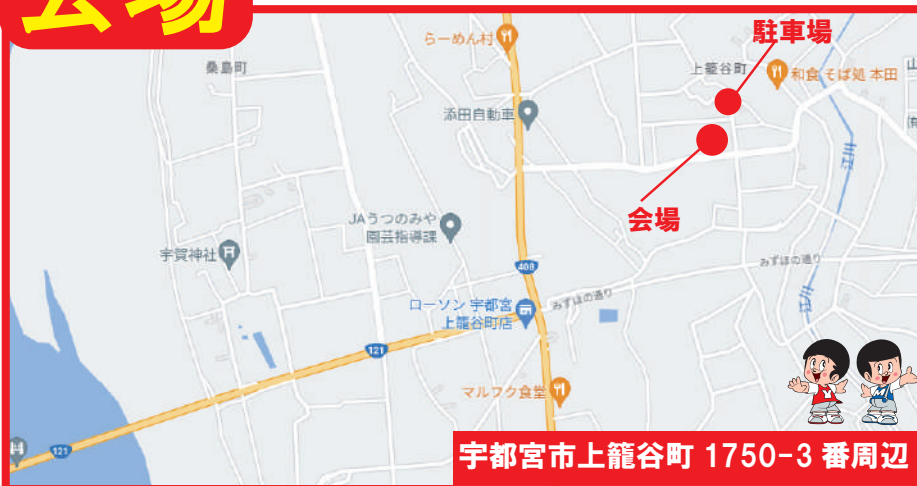 会場
らーめん村
駐車場
桑島町
上籠谷町
和食 そば処 本田
添田自動車
会場
JAうつのみや
園芸指導課
宇賀神社
408
みずほの通り
ローソン 宇都宮
上籠谷町店
みずほの通り
121
マルフク食堂
121
宇都宮市上籠谷町 1750-3 番周辺